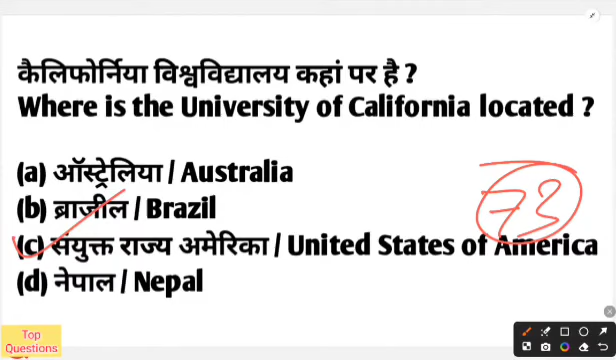 कैलिफोर्निया विश्वविद्यालय कहां पर है ?
Where is the University of California located ?
(a) ऑस्ट्रेलिया / Australia
(b) ब्राजील / Brazil
73
(c) संयुक्त राज्य अमेरिका / United States of America
(d) नेपाल / Nepal
Top
Questions